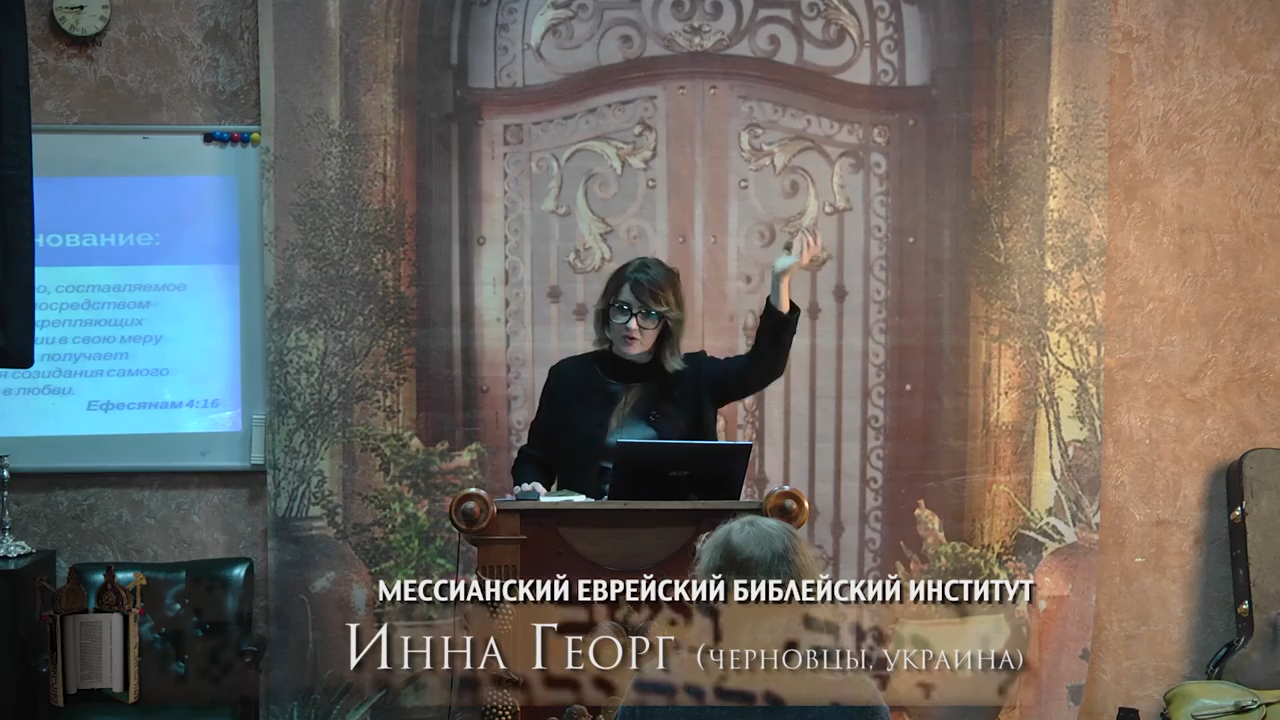 нование:
о, составляемое
посредством
крепляющих
ии в свою меру
получает
я созидания самого
в любви.
Ефесянам 4:16
acer
МЕССИАНСКИЙ ЕВРЕЙСКИЙ БИБЛЕЙСКИЙ ИНСТИТУТ
ИННА ГЕОРГ (ЧЕРНОВЦЫ, УКРАИНА)